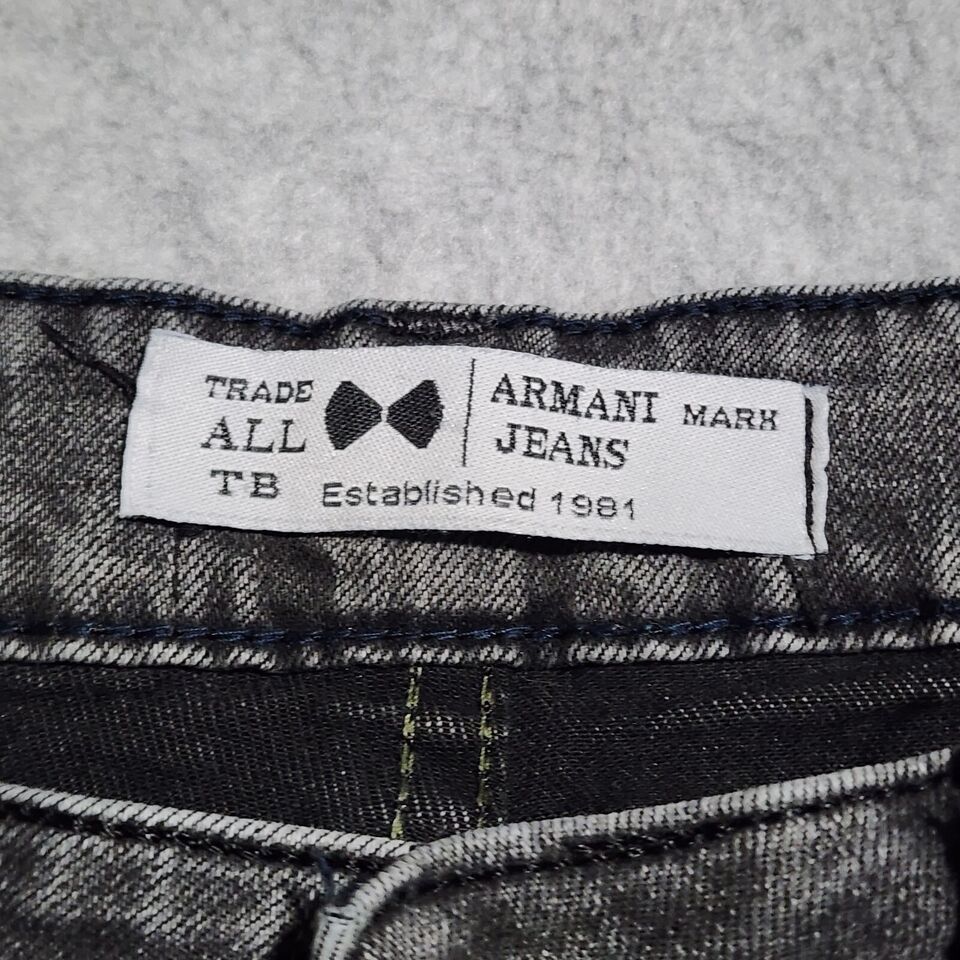 TRADE
ALL
TB
ARMANI MARK
JEANS
Established 1981